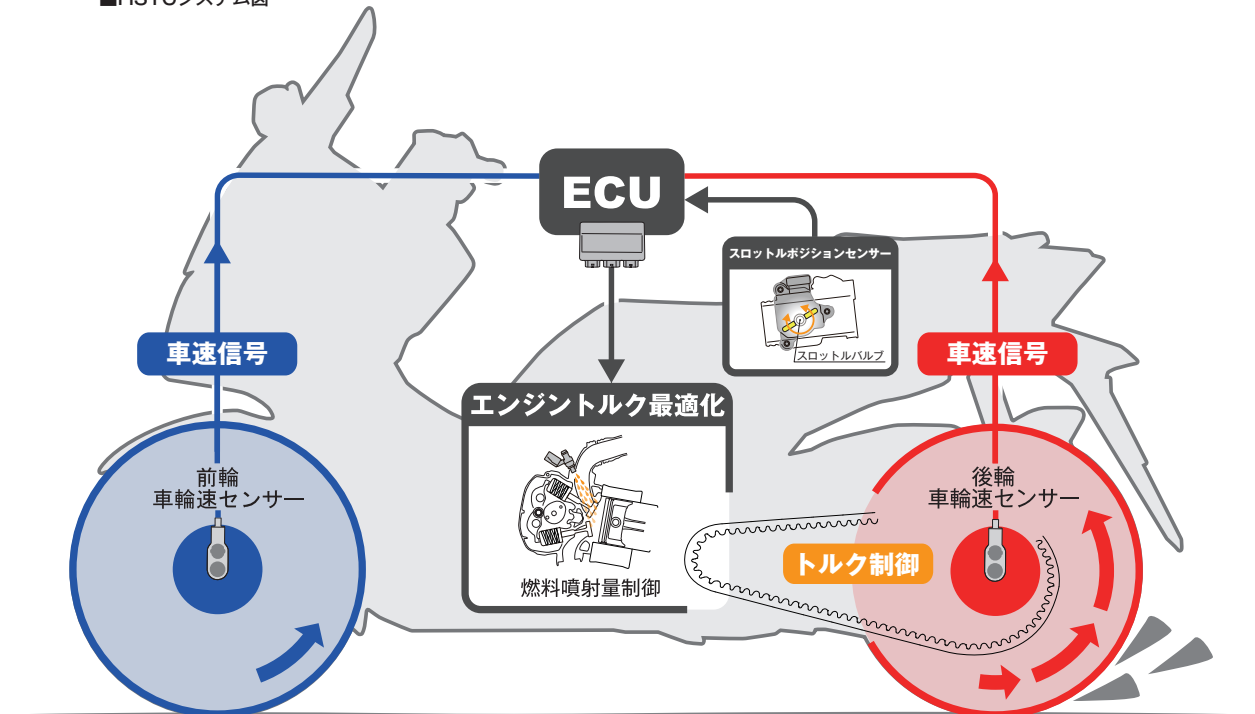 ECU
スロットルポジションセンサー
スロットルバルブ
車速信号
車速信号
エンジントルク最適化
前輪
車輪速センサー
後輪
車輪速センサー
トルク制御
燃料噴射量制御